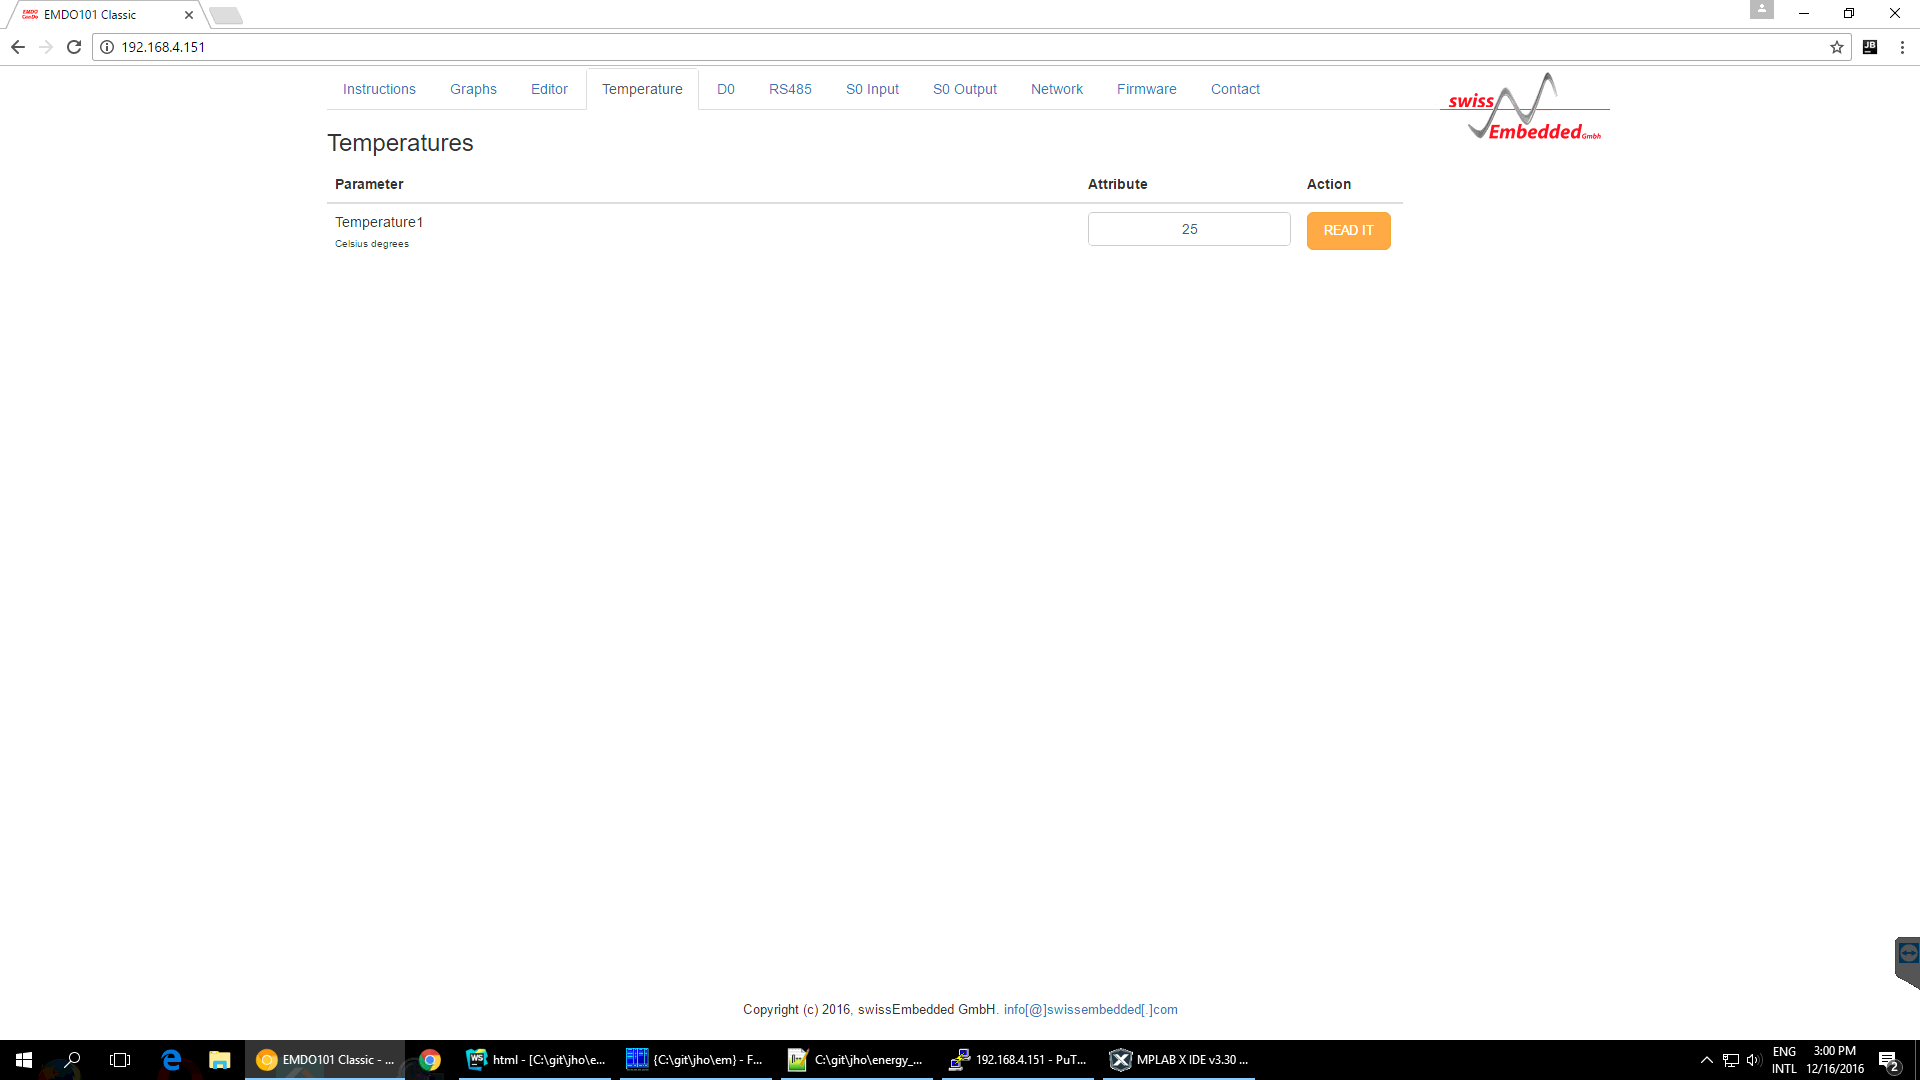 EMDO101 Classic
192.168.4.151
Instructions Graphs Editor Temperature D0 RS485 S0 Input S0 Output Network Firmware Contact
swiss
Embedded GmbH
Temperatures
Parameter Attribute Action
Temperature1 25 READ IT
Celsius degrees
Copyright (c) 2016, swissEmbedded GmbH. info[@]swissembedded[.]com
EMDO101 Classic - ... html - [C:\git\jho\e... {C:\git\jho\em} - F... C:\git\jho\energy_... 192.168.4.151 - PuT... MPLAB X IDE v3.30 ... ENG 3:00 PM
INTL 12/16/2016 2